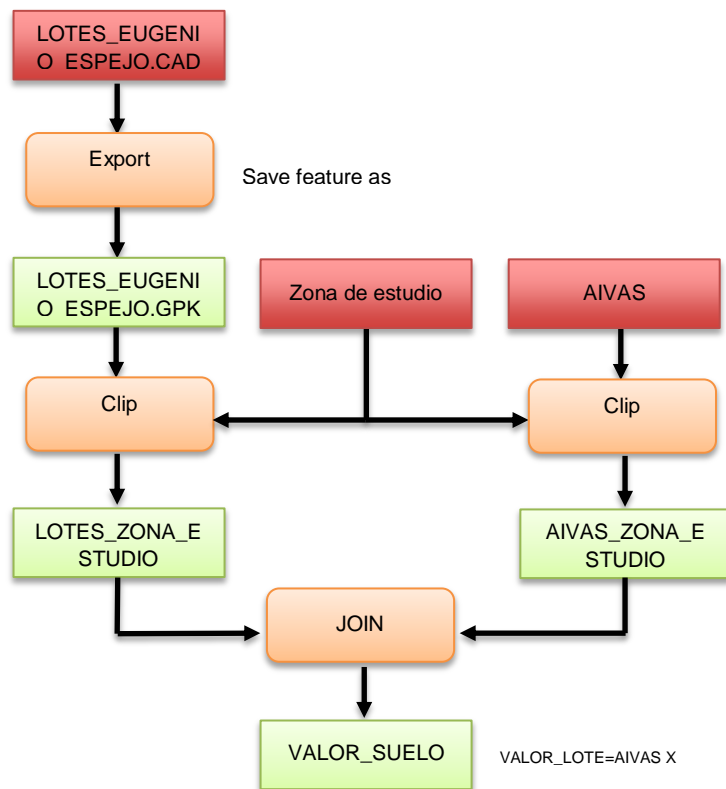 LOTES_EUGENI
O ESPEJO.CAD
Export
Save feature as
LOTES_EUGENI
O ESPEJO.GPK
Zona de estudio
AIVAS
Clip
Clip
LOTES_ZONA_E
STUDIO
AIVAS_ZONA_E
STUDIO
JOIN
VALOR_SUELO
VALOR_LOTE=AIVAS X